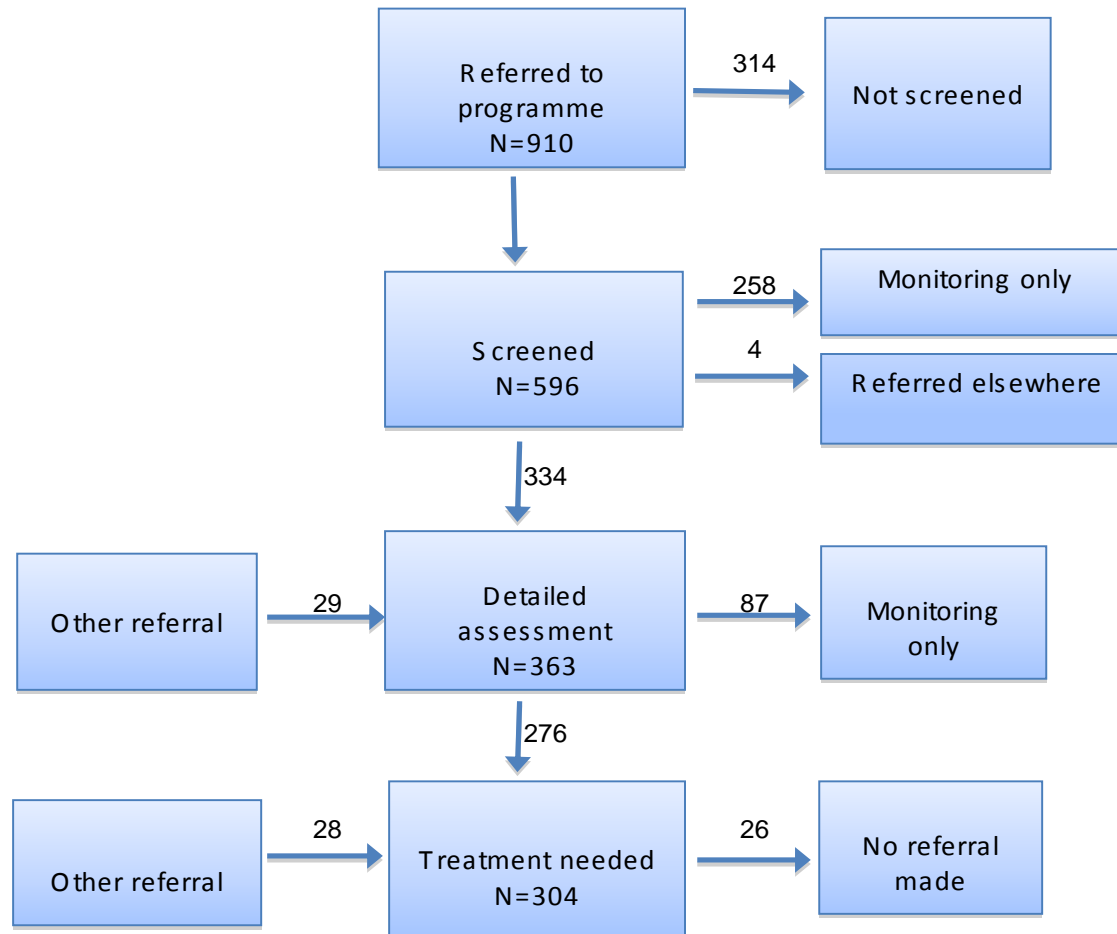 Referred to
programme
N=910
314
Not screened
Screened
N=596
258
Monitoring only
4
Referred elsewhere
334
Other referral
29
Detailed
assessment
N=363
87
Monitoring
only
276
Other referral
28
Treatment needed
N=304
26
No referral
made